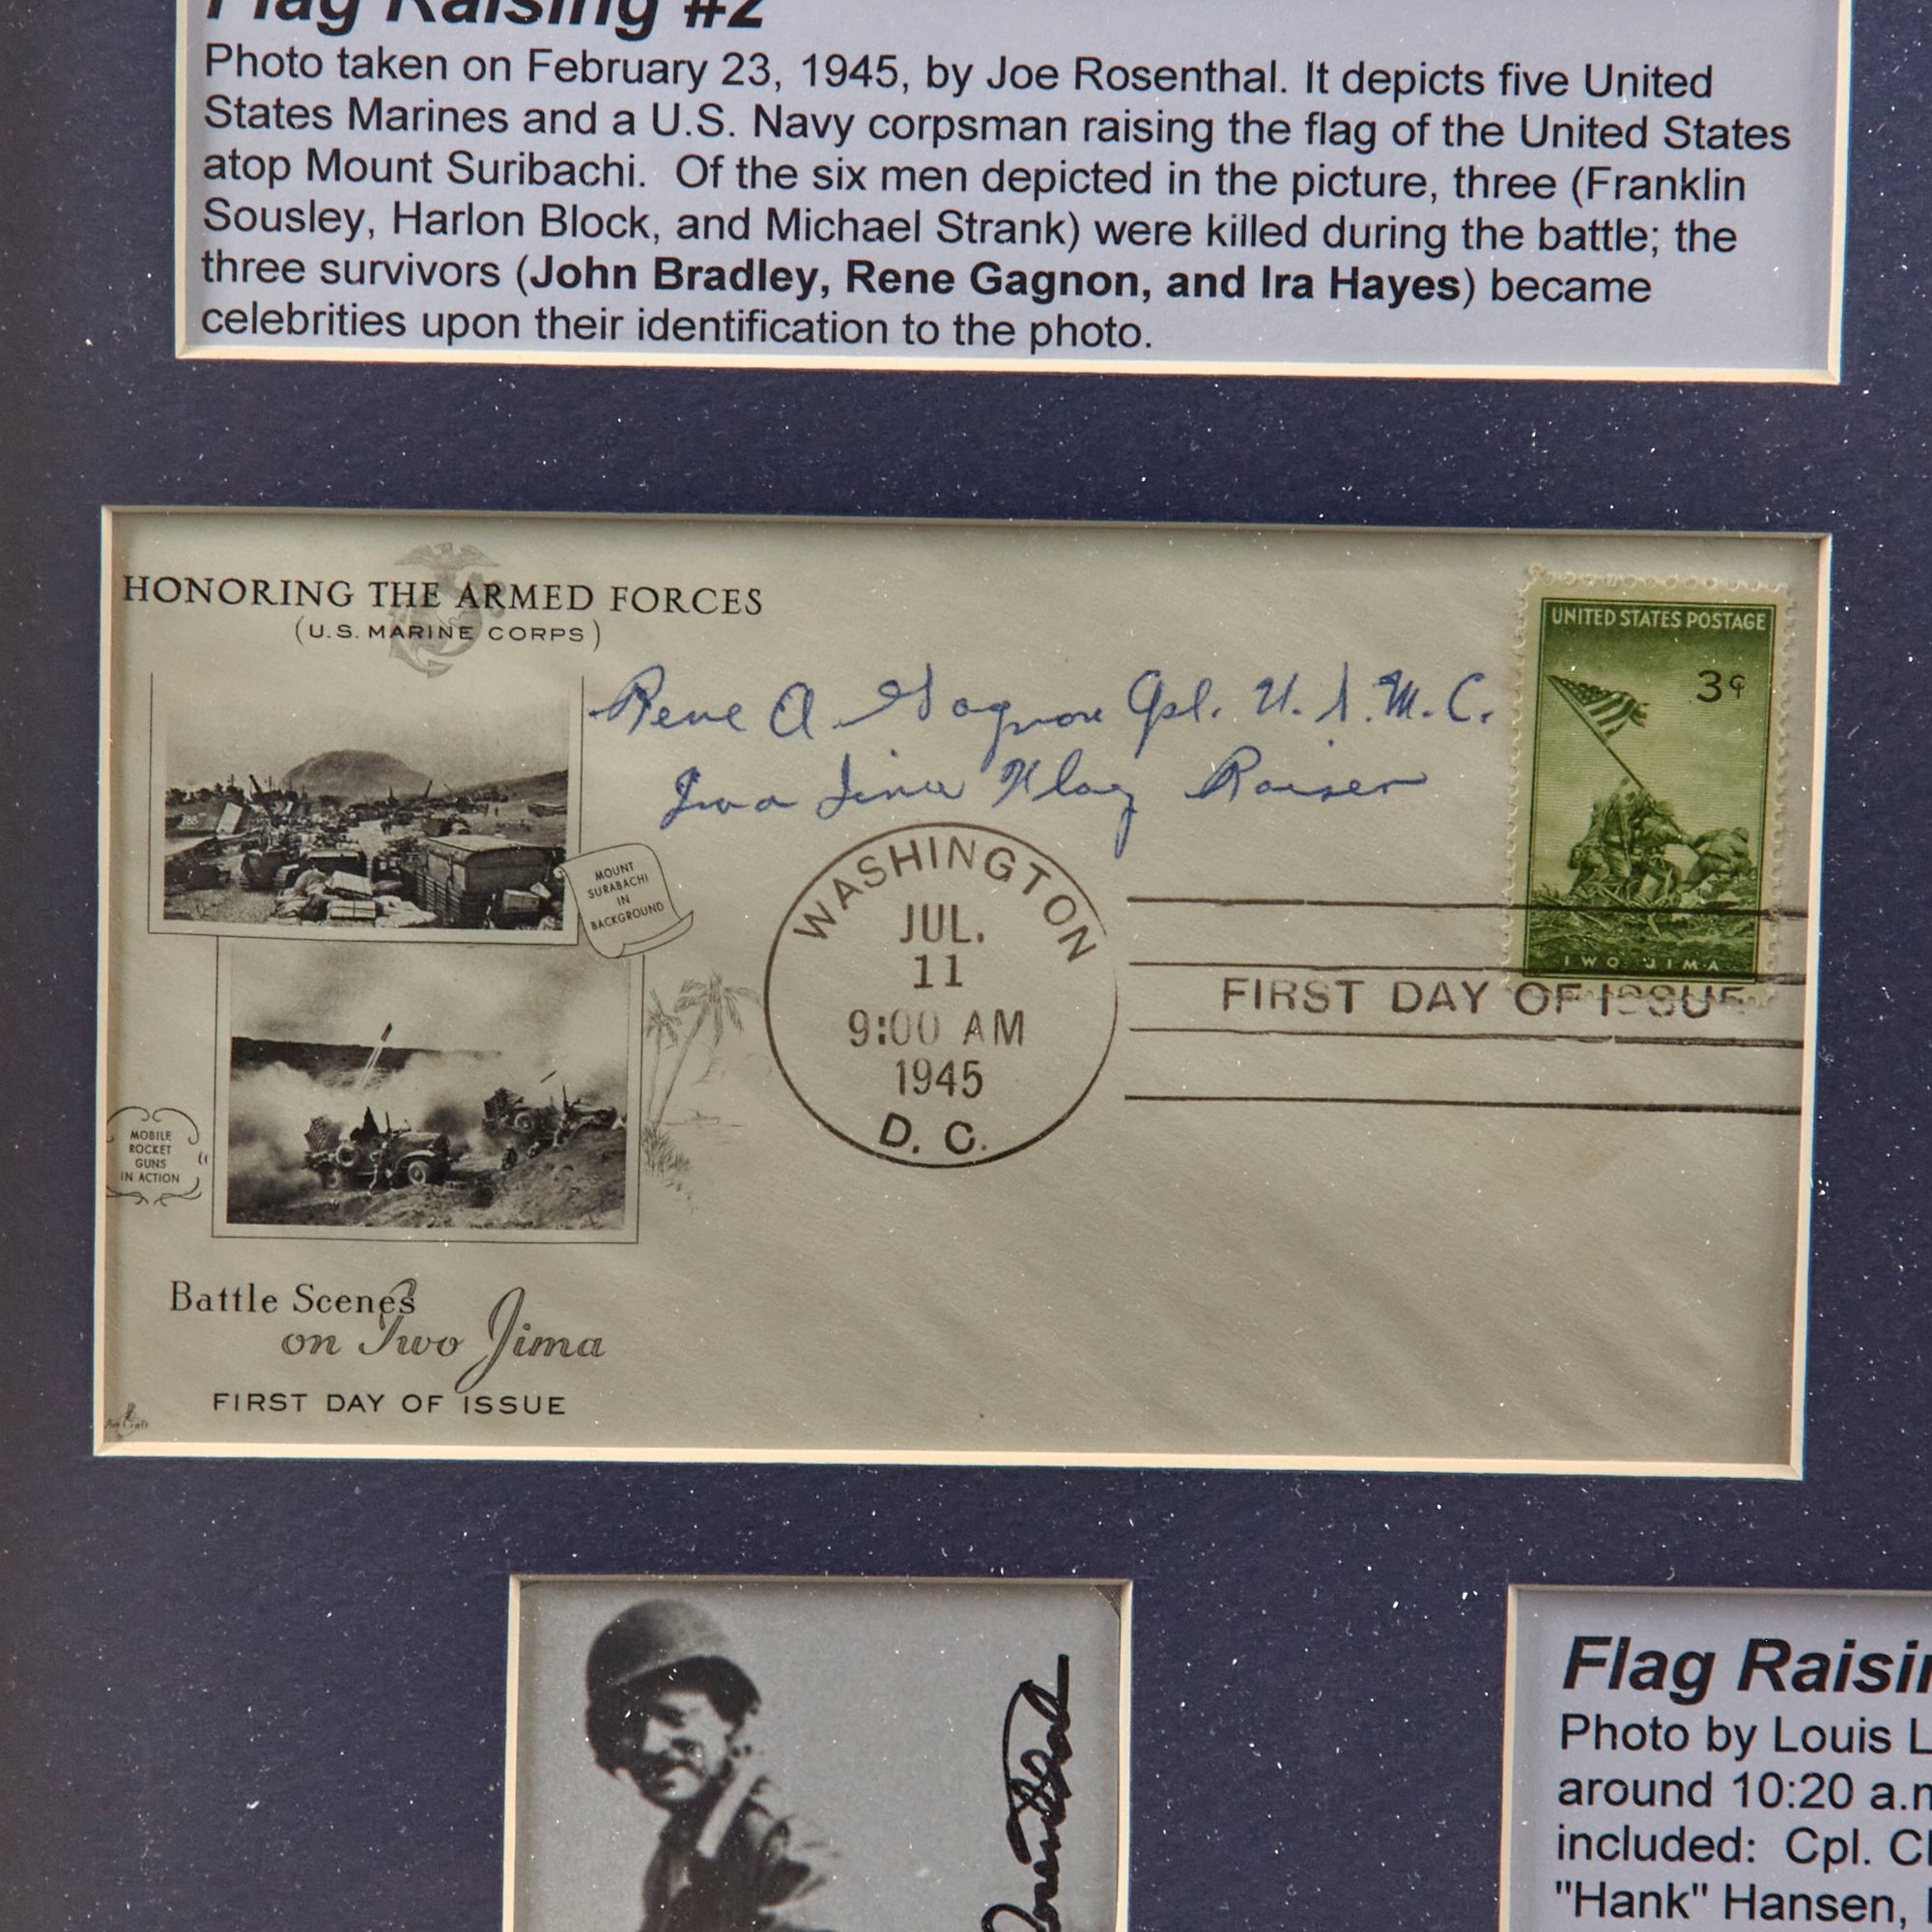 Flag Raising #2
Photo taken on February 23, 1945, by Joe Rosenthal. It depicts five United
States Marines and a U.S. Navy corpsman raising the flag of the United States
atop Mount Suribachi.  Of the six men depicted in the picture, three (Franklin
Sousley, Harlon Block, and Michael Strank) were killed during the battle; the
three survivors (John Bradley, Rene Gagnon, and Ira Hayes) became
celebrities upon their identification to the photo.
HONORING THE ARMED FORCES
(U.S. MARINE CORPS)
Rene A Gagnon Cpl. U.S.M.C.
Iwo Jima Flag Raiser
UNITED STATES POSTAGE
3¢
IWO JIMA
MOUNT
SURABACHI
IN
BACKGROUND
WASHINGTON
JUL.
11
9:00 AM
1945
D. C.
FIRST DAY OF ISSUE
MOBILE
ROCKET
GUNS
IN ACTION
Battle Scenes
on Iwo Jima
FIRST DAY OF ISSUE
Art Craft
Rosenthal
Flag Raisin
Photo by Louis L
around 10:20 a.m
included:  Cpl. Ch
"Hank" Hansen,